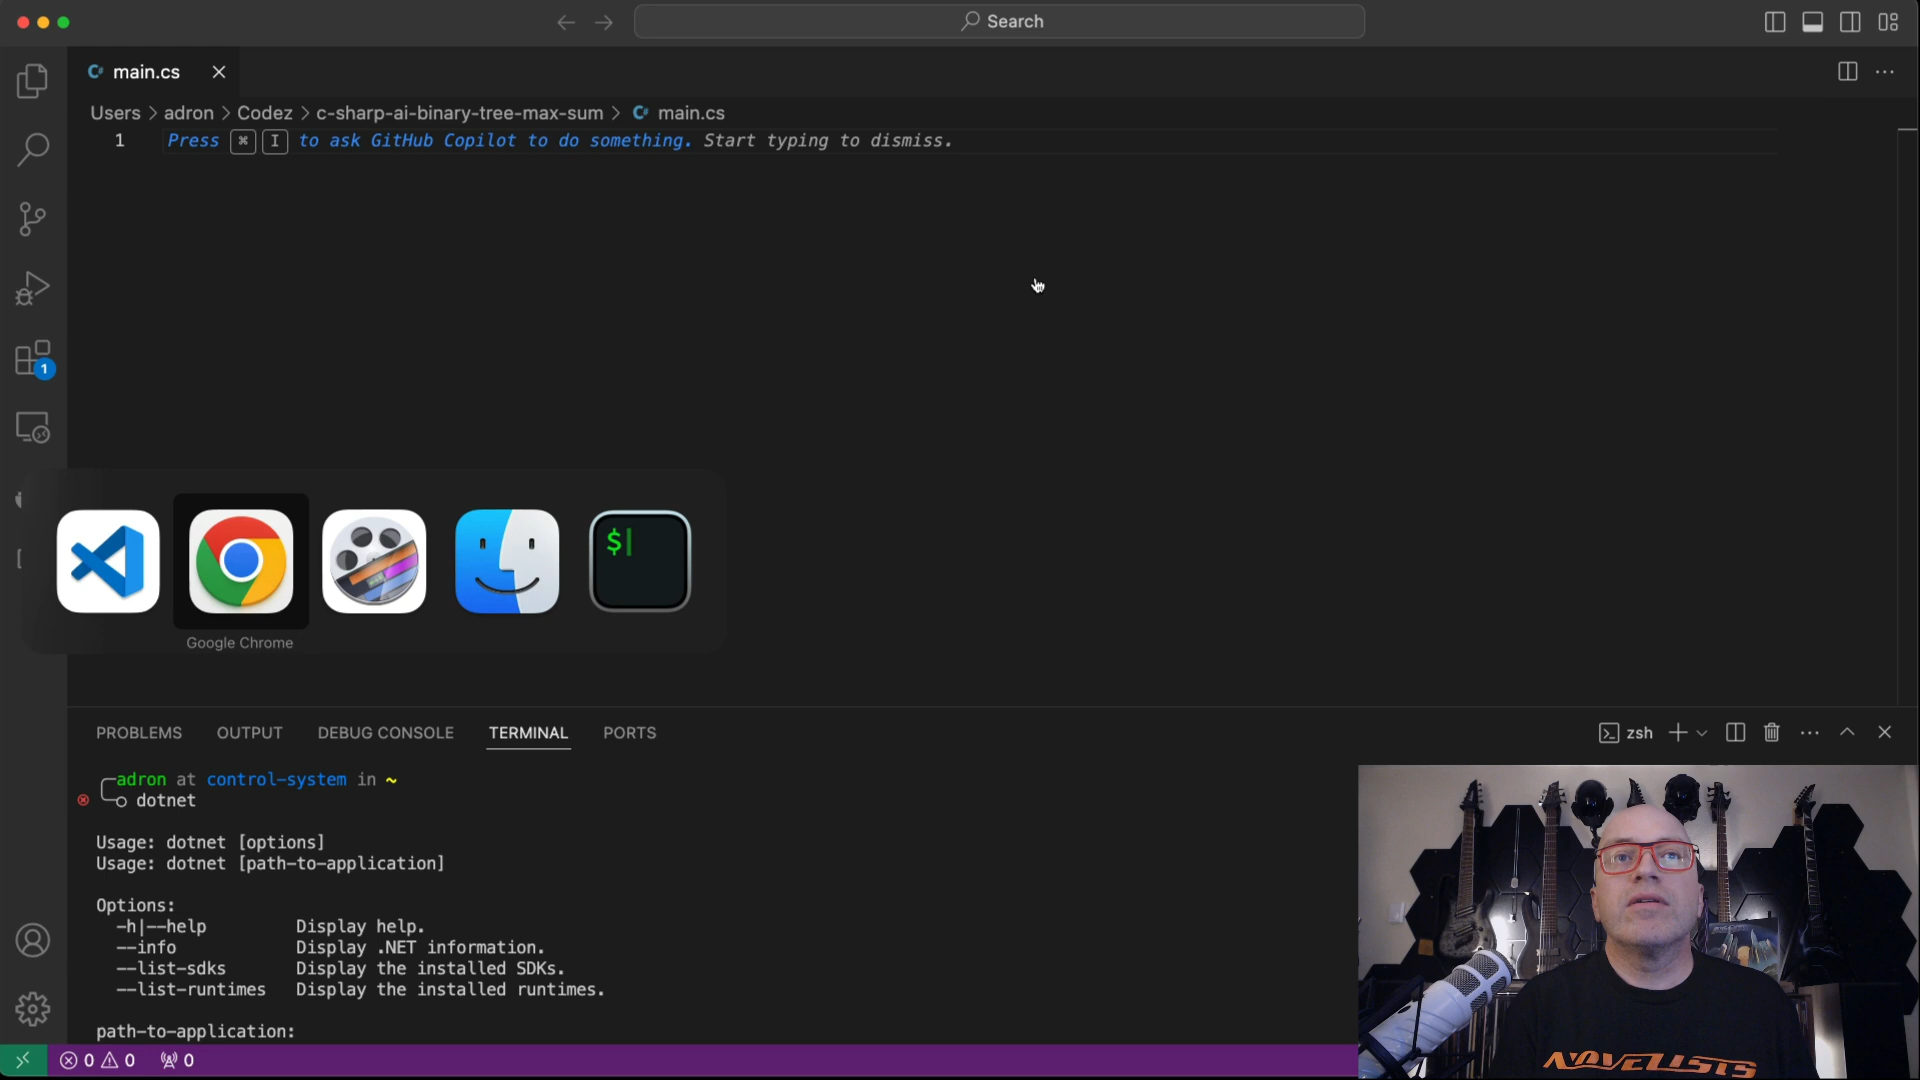 Search
main.cs
Users > adron > Codez > c-sharp-ai-binary-tree-max-sum > C# main.cs
1 Press ⌘ I to ask GitHub Copilot to do something. Start typing to dismiss.
1
$
Google Chrome
PROBLEMS OUTPUT DEBUG CONSOLE TERMINAL PORTS
zsh
adron at control-system in ~
dotnet
Usage: dotnet [options]
Usage: dotnet [path-to-application]
Options:
-h|--help Display help.
--info Display .NET information.
--list-sdks Display the installed SDKs.
--list-runtimes Display the installed runtimes.
path-to-application:
0 0 0
NOVELISTS